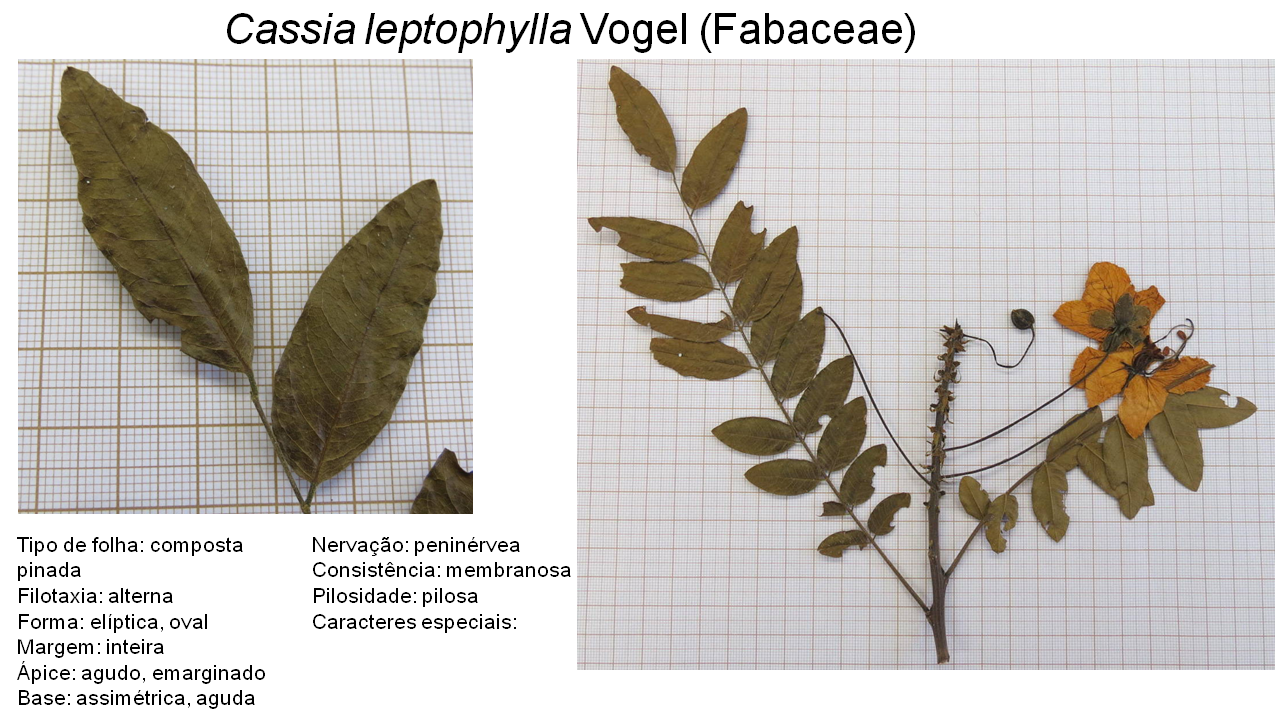 Cassia leptophylla Vogel (Fabaceae)
Tipo de folha: composta
pinada
Filotaxia: alterna
Forma: elíptica, oval
Margem: inteira
Ápice: agudo, emarginado
Base: assimétrica, aguda
Nervação: peninérvea
Consistência: membranosa
Pilosidade: pilosa
Caracteres especiais: